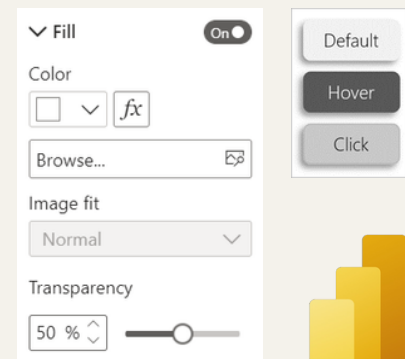 Fill
On
Color
fx
Browse...
Image fit
Normal
Transparency
50 %
Default
Hover
Click